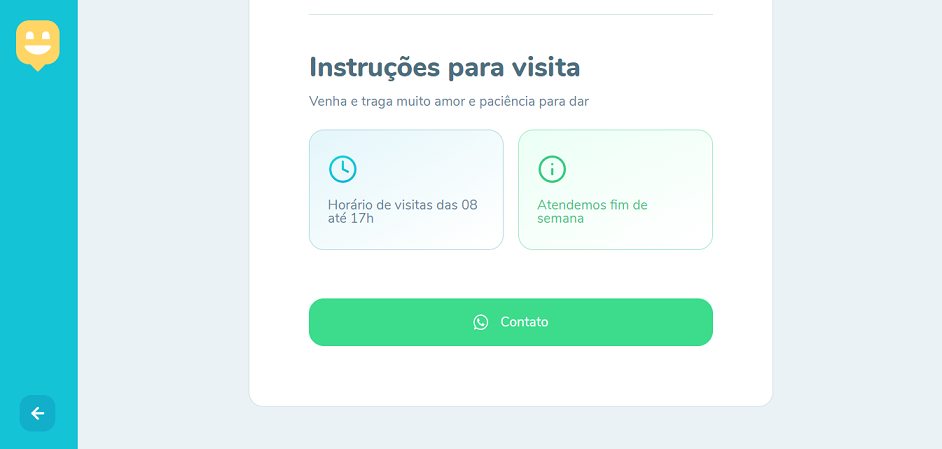 Instruções para visita
Venha e traga muito amor e paciência para dar
Horário de visitas das 08
até 17h
Atendemos fim de
semana
Contato